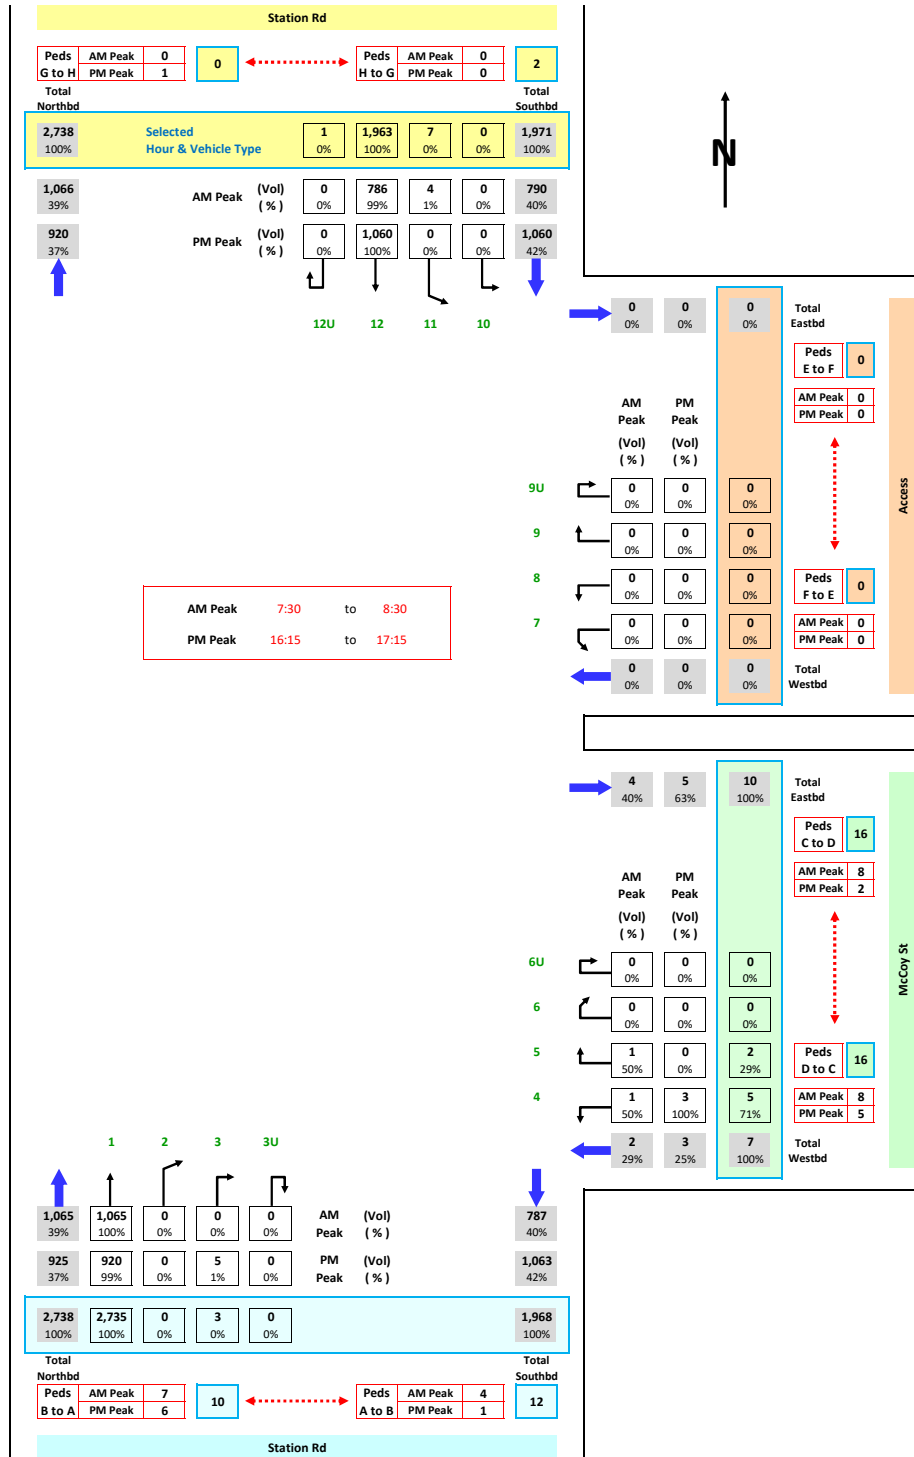 Station Rd
Peds AM Peak 0
G to H PM Peak 1
0
Peds AM Peak 0
H to G PM Peak 0
2
Total
Northbd
Total
Southbd
2,738 Selected 1 1,963 7 0 1,971
100% Hour & Vehicle Type 0% 100% 0% 0% 100%
1,066 AM Peak (Vol) 0 786 4 0 790
39% ( % ) 0% 99% 1% 0% 40%
920 PM Peak (Vol) 0 1,060 0 0 1,060
37% ( % ) 0% 100% 0% 0% 42%
N
12U 12 11 10
0 0 0 Total
0% 0% 0% Eastbd
Peds
E to F
0
AM Peak 0
PM Peak 0
AM PM
Peak Peak
(Vol) (Vol)
( % ) ( % )
9U 0 0 0
0% 0% 0%
9 0 0 0
0% 0% 0%
8 0 0 0
0% 0% 0%
Peds
F to E
0
7 0 0 0
0% 0% 0%
AM Peak 0
PM Peak 0
0 0 0 Total
0% 0% 0% Westbd
Access
AM Peak 7:30 to 8:30
PM Peak 16:15 to 17:15
4 5 10 Total
40% 63% 100% Eastbd
Peds
C to D
16
AM Peak 8
PM Peak 2
AM PM
Peak Peak
(Vol) (Vol)
( % ) ( % )
6U 0 0 0
0% 0% 0%
6 0 0 0
0% 0% 0%
5 1 0 2
50% 0% 29%
Peds
D to C
16
4 1 3 5
50% 100% 71%
AM Peak 8
PM Peak 5
2 3 7 Total
29% 25% 100% Westbd
McCoy St
1 2 3 3U
1,065 1,065 0 0 0 AM (Vol) 787
39% 100% 0% 0% 0% Peak ( % ) 40%
925 920 0 5 0 PM (Vol) 1,063
37% 99% 0% 1% 0% Peak ( % ) 42%
2,738 2,735 0 3 0 1,968
100% 100% 0% 0% 0% 100%
Total
Northbd
Total
Southbd
Peds AM Peak 7
B to A PM Peak 6
10
Peds AM Peak 4
A to B PM Peak 1
12
Station Rd